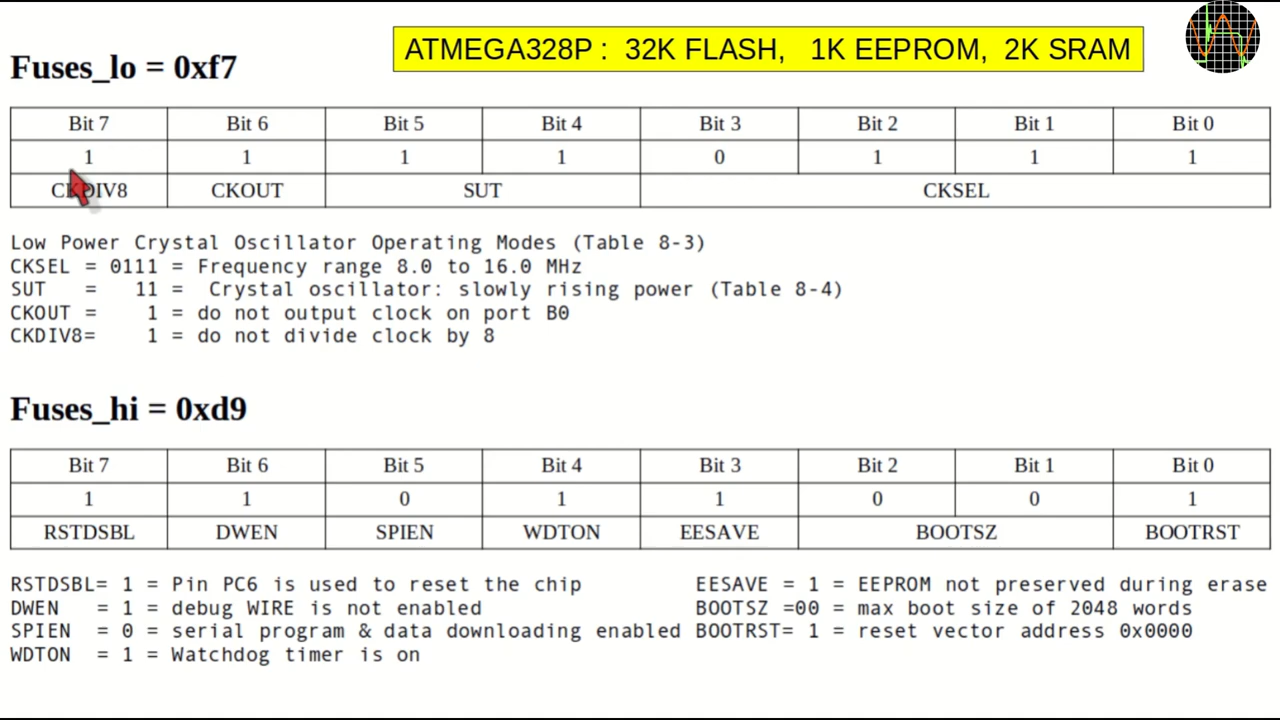 ATMEGA328P :  32K FLASH,   1K EEPROM,  2K SRAM
Fuses_lo = 0xf7
Bit 7 Bit 6 Bit 5 Bit 4 Bit 3 Bit 2 Bit 1 Bit 0
1 1 1 1 0 1 1 1
CKDIV8 CKOUT SUT CKSEL
Low Power Crystal Oscillator Operating Modes (Table 8-3)
CKSEL = 0111 = Frequency range 8.0 to 16.0 MHz
SUT   =   11 =  Crystal oscillator: slowly rising power (Table 8-4)
CKOUT =    1 = do not output clock on port B0
CKDIV8=    1 = do not divide clock by 8
Fuses_hi = 0xd9
Bit 7 Bit 6 Bit 5 Bit 4 Bit 3 Bit 2 Bit 1 Bit 0
1 1 0 1 1 0 0 1
RSTDSBL DWEN SPIEN WDTON EESAVE BOOTSZ BOOTRST
RSTDSBL= 1 = Pin PC6 is used to reset the chip
DWEN   = 1 = debug WIRE is not enabled
SPIEN  = 0 = serial program & data downloading enabled
WDTON  = 1 = Watchdog timer is on
EESAVE = 1 = EEPROM not preserved during erase
BOOTSZ =00 = max boot size of 2048 words
BOOTRST= 1 = reset vector address 0x0000